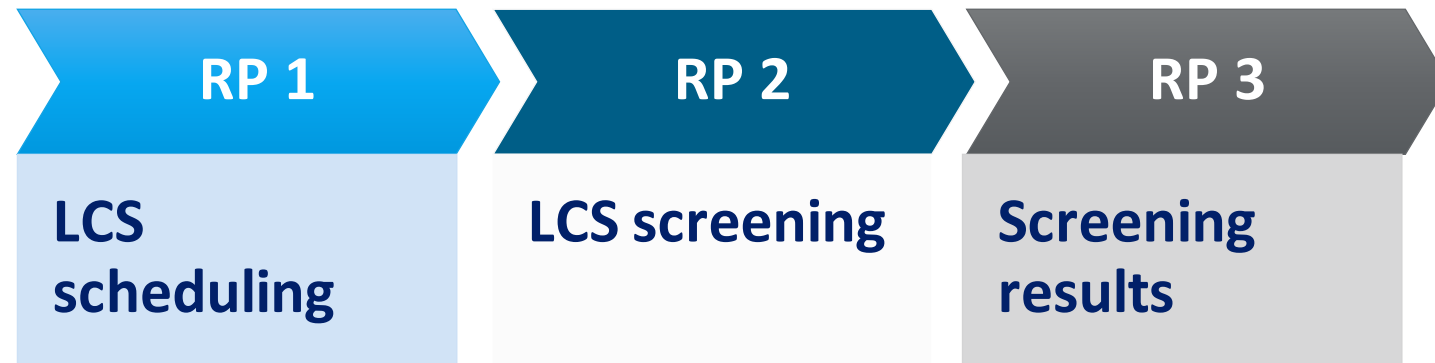 RP 1
LCS
scheduling
RP 2
LCS screening
RP 3
Screening
results